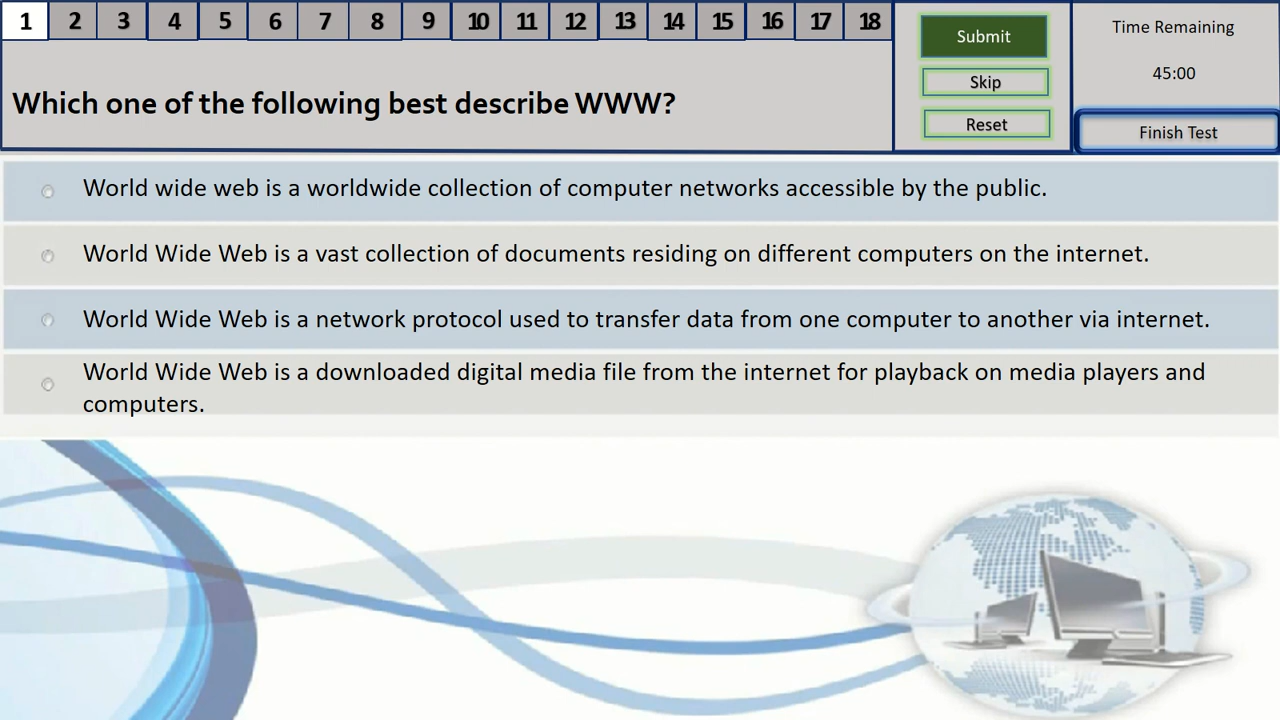 1 2 3 4 5 6 7 8 9 10 11 12 13 14 15 16 17 18
Submit
Skip
Reset
Time Remaining
45:00
Finish Test
Which one of the following best describe WWW?
World wide web is a worldwide collection of computer networks accessible by the public.
World Wide Web is a vast collection of documents residing on different computers on the internet.
World Wide Web is a network protocol used to transfer data from one computer to another via internet.
World Wide Web is a downloaded digital media file from the internet for playback on media players and
computers.